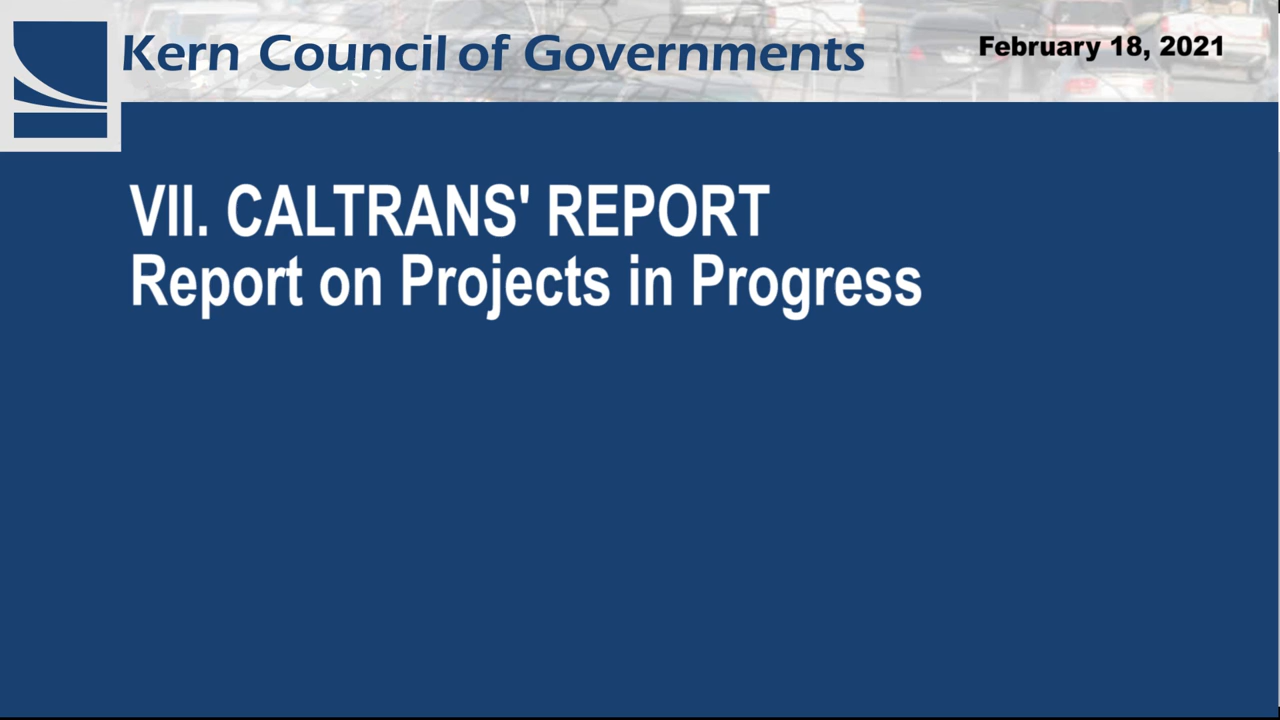 Kern Council of Governments
February 18, 2021
VII. CALTRANS' REPORT
Report on Projects in Progress